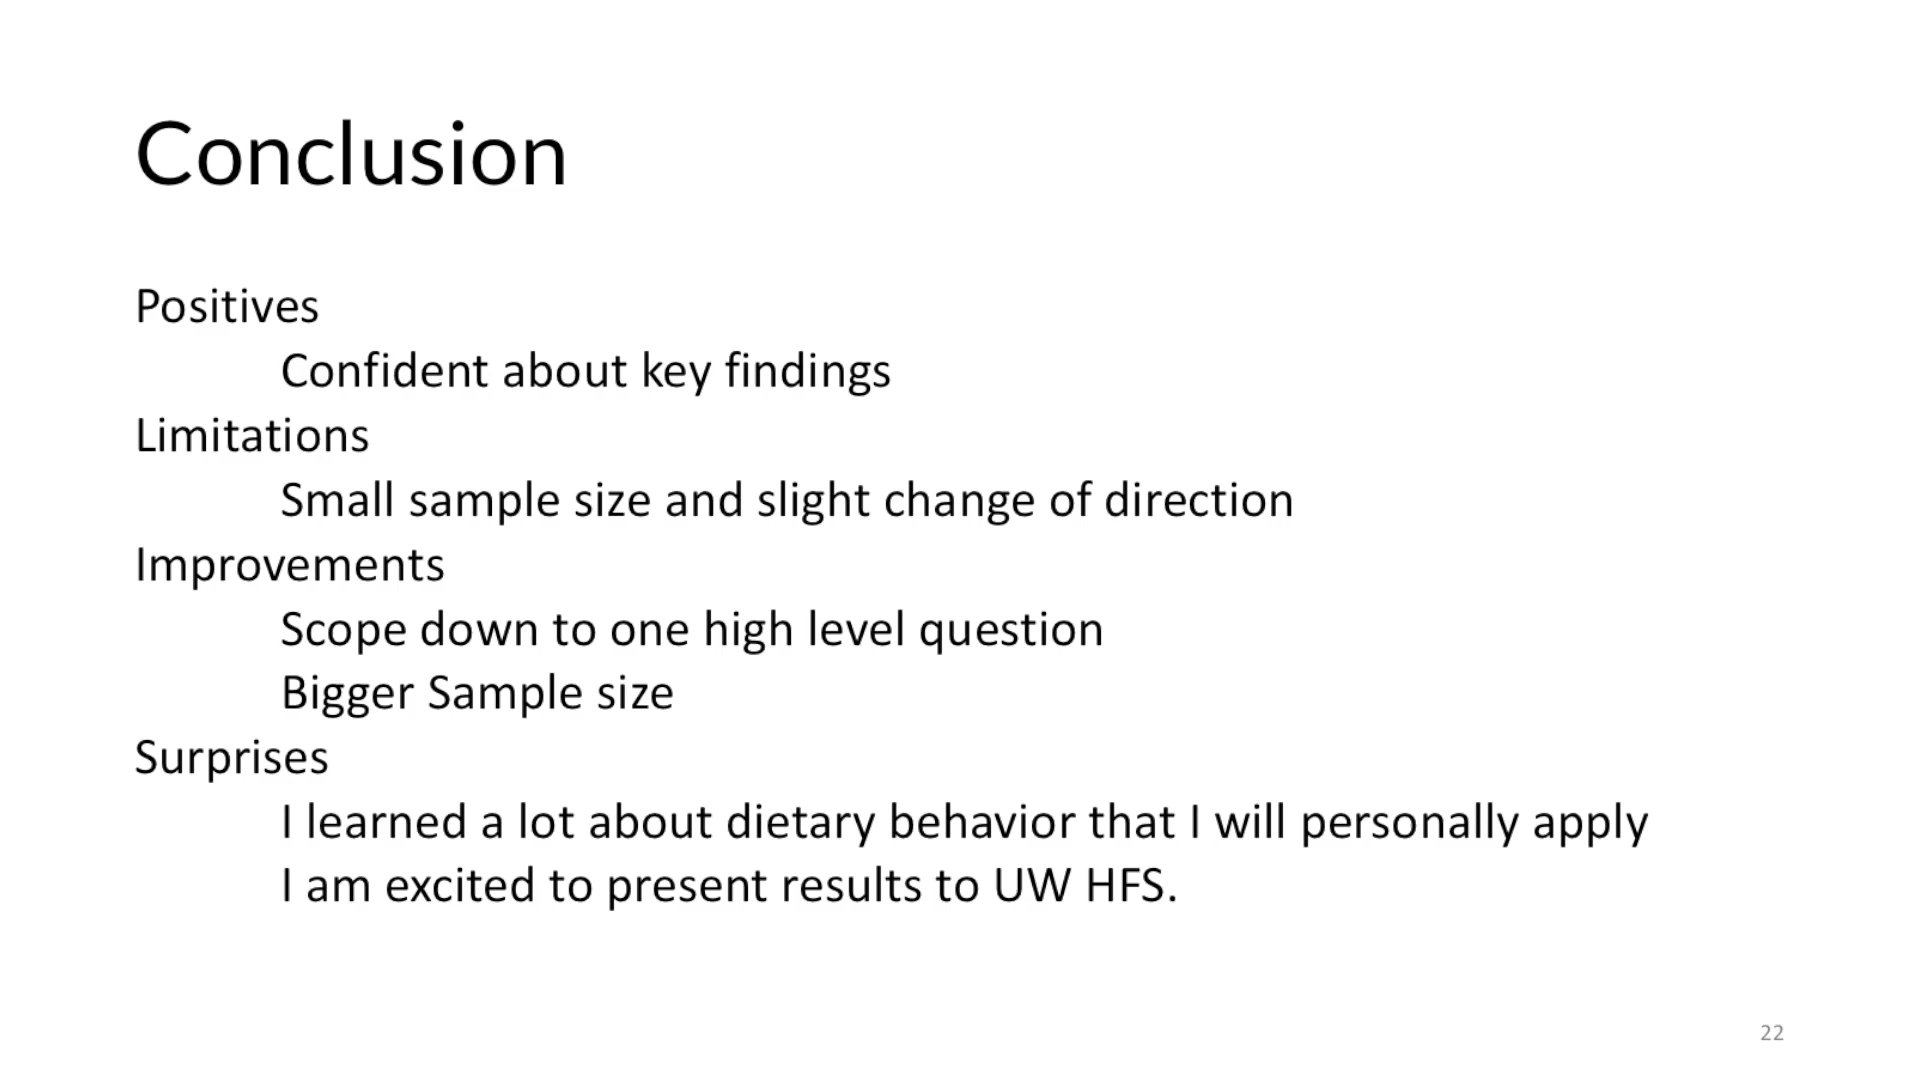 Conclusion
Positives
Confident about key findings
Limitations
Small sample size and slight change of direction
Improvements
Scope down to one high level question
Bigger Sample size
Surprises
I learned a lot about dietary behavior that I will personally apply
I am excited to present results to UW HFS.
22